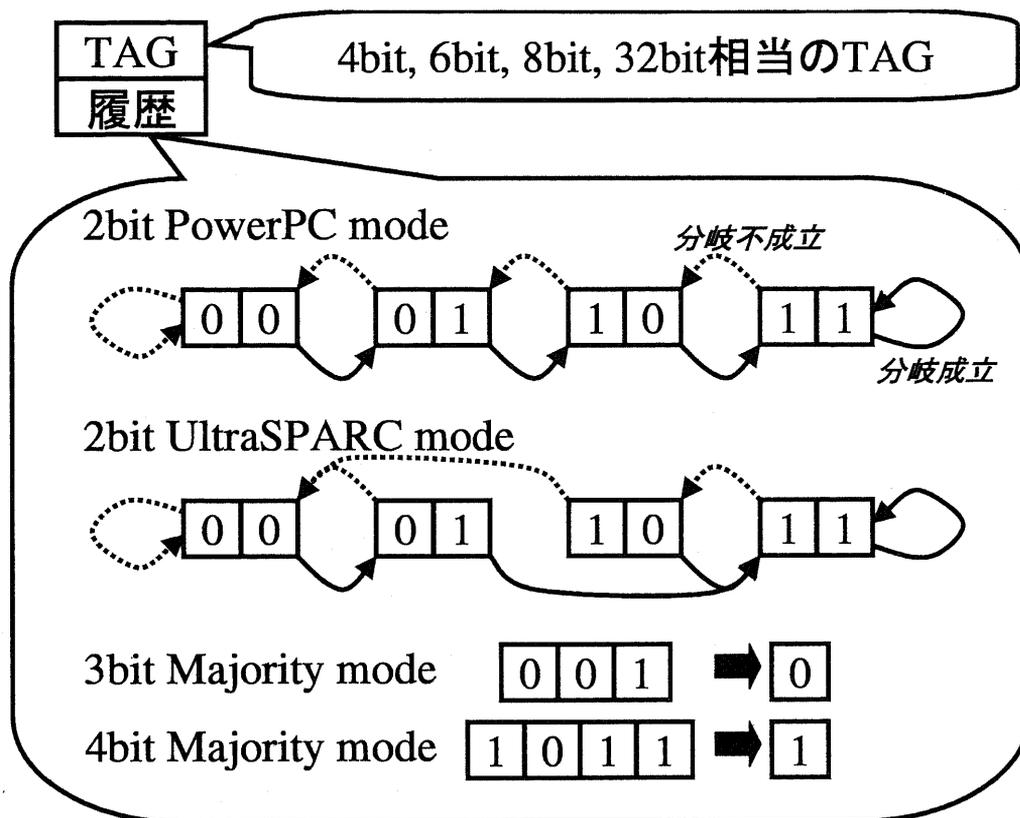 TAG
4bit, 6bit, 8bit, 32bit相当のTAG
履歴
2bit PowerPC mode
分岐不成立
0 0 0 1 1 0 1 1
分岐成立
2bit UltraSPARC mode
0 0 0 1 1 0 1 1
3bit Majority mode 0 0 1 0
4bit Majority mode 1 0 1 1 1